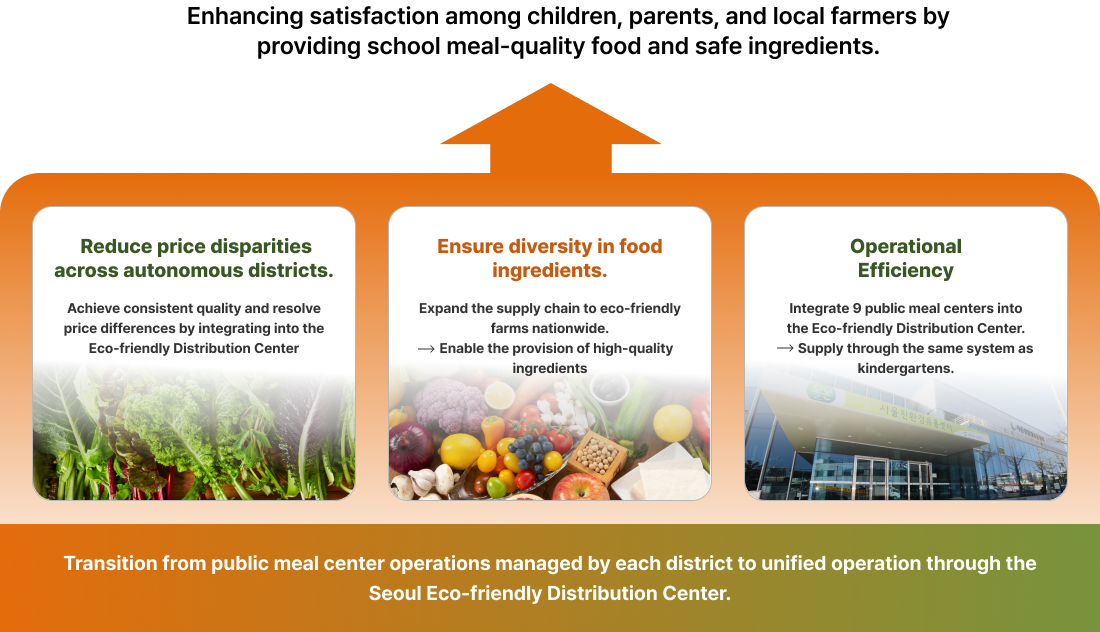 Enhancing satisfaction among children, parents, and local farmers by
providing school meal-quality food and safe ingredients.
Reduce price disparities
across autonomous districts.
Achieve consistent quality and resolve
price differences by integrating into the
Eco-friendly Distribution Center
Ensure diversity in food
ingredients.
Expand the supply chain to eco-friendly
farms nationwide.
→ Enable the provision of high-quality
ingredients
Operational
Efficiency
Integrate 9 public meal centers into
the Eco-friendly Distribution Center.
→ Supply through the same system as
kindergartens.
서울친환경유통센터
Transition from public meal center operations managed by each district to unified operation through the
Seoul Eco-friendly Distribution Center.